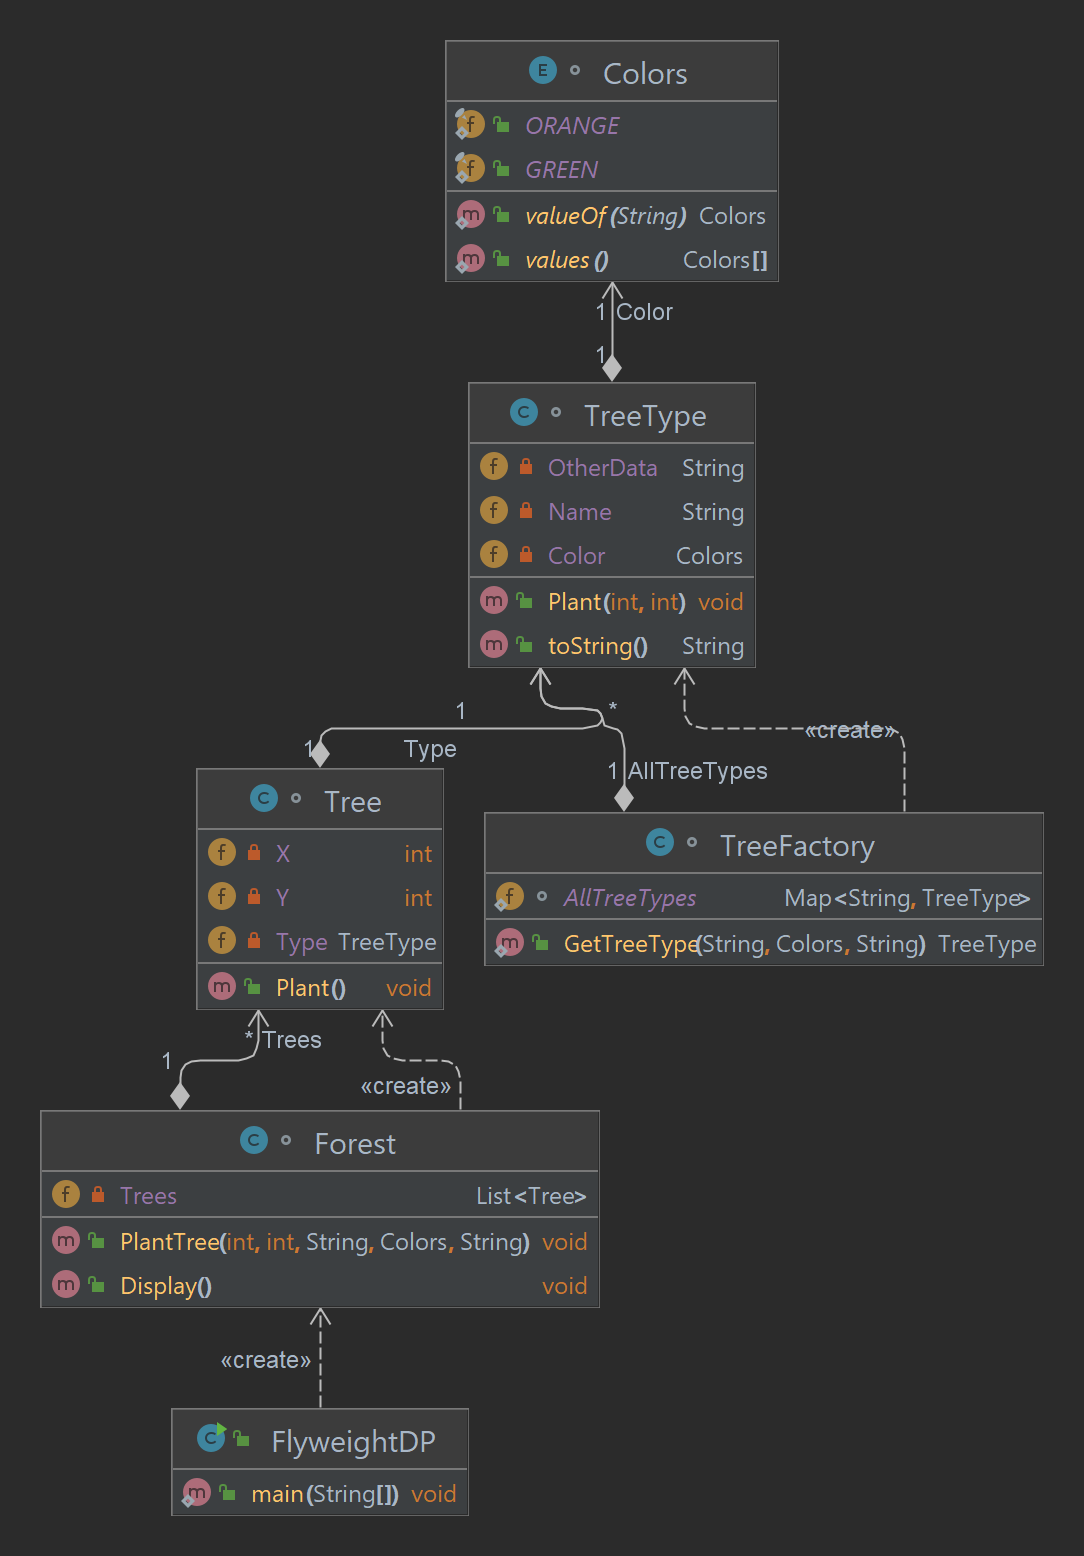 E Colors
f ORANGE
f GREEN
m valueOf(String) Colors
m values() Colors[]
1 Color
1
C TreeType
f OtherData String
f Name String
f Color Colors
m Plant(int, int) void
m toString() String
1 *
«create»
1 Type
1 AllTreeTypes
C Tree
f X int
f Y int
f Type TreeType
m Plant() void
C TreeFactory
f AllTreeTypes Map<String, TreeType>
m GetTreeType(String, Colors, String) TreeType
* Trees
1
«create»
C Forest
f Trees List<Tree>
m PlantTree(int, int, String, Colors, String) void
m Display() void
«create»
C FlyweightDP
m main(String[]) void